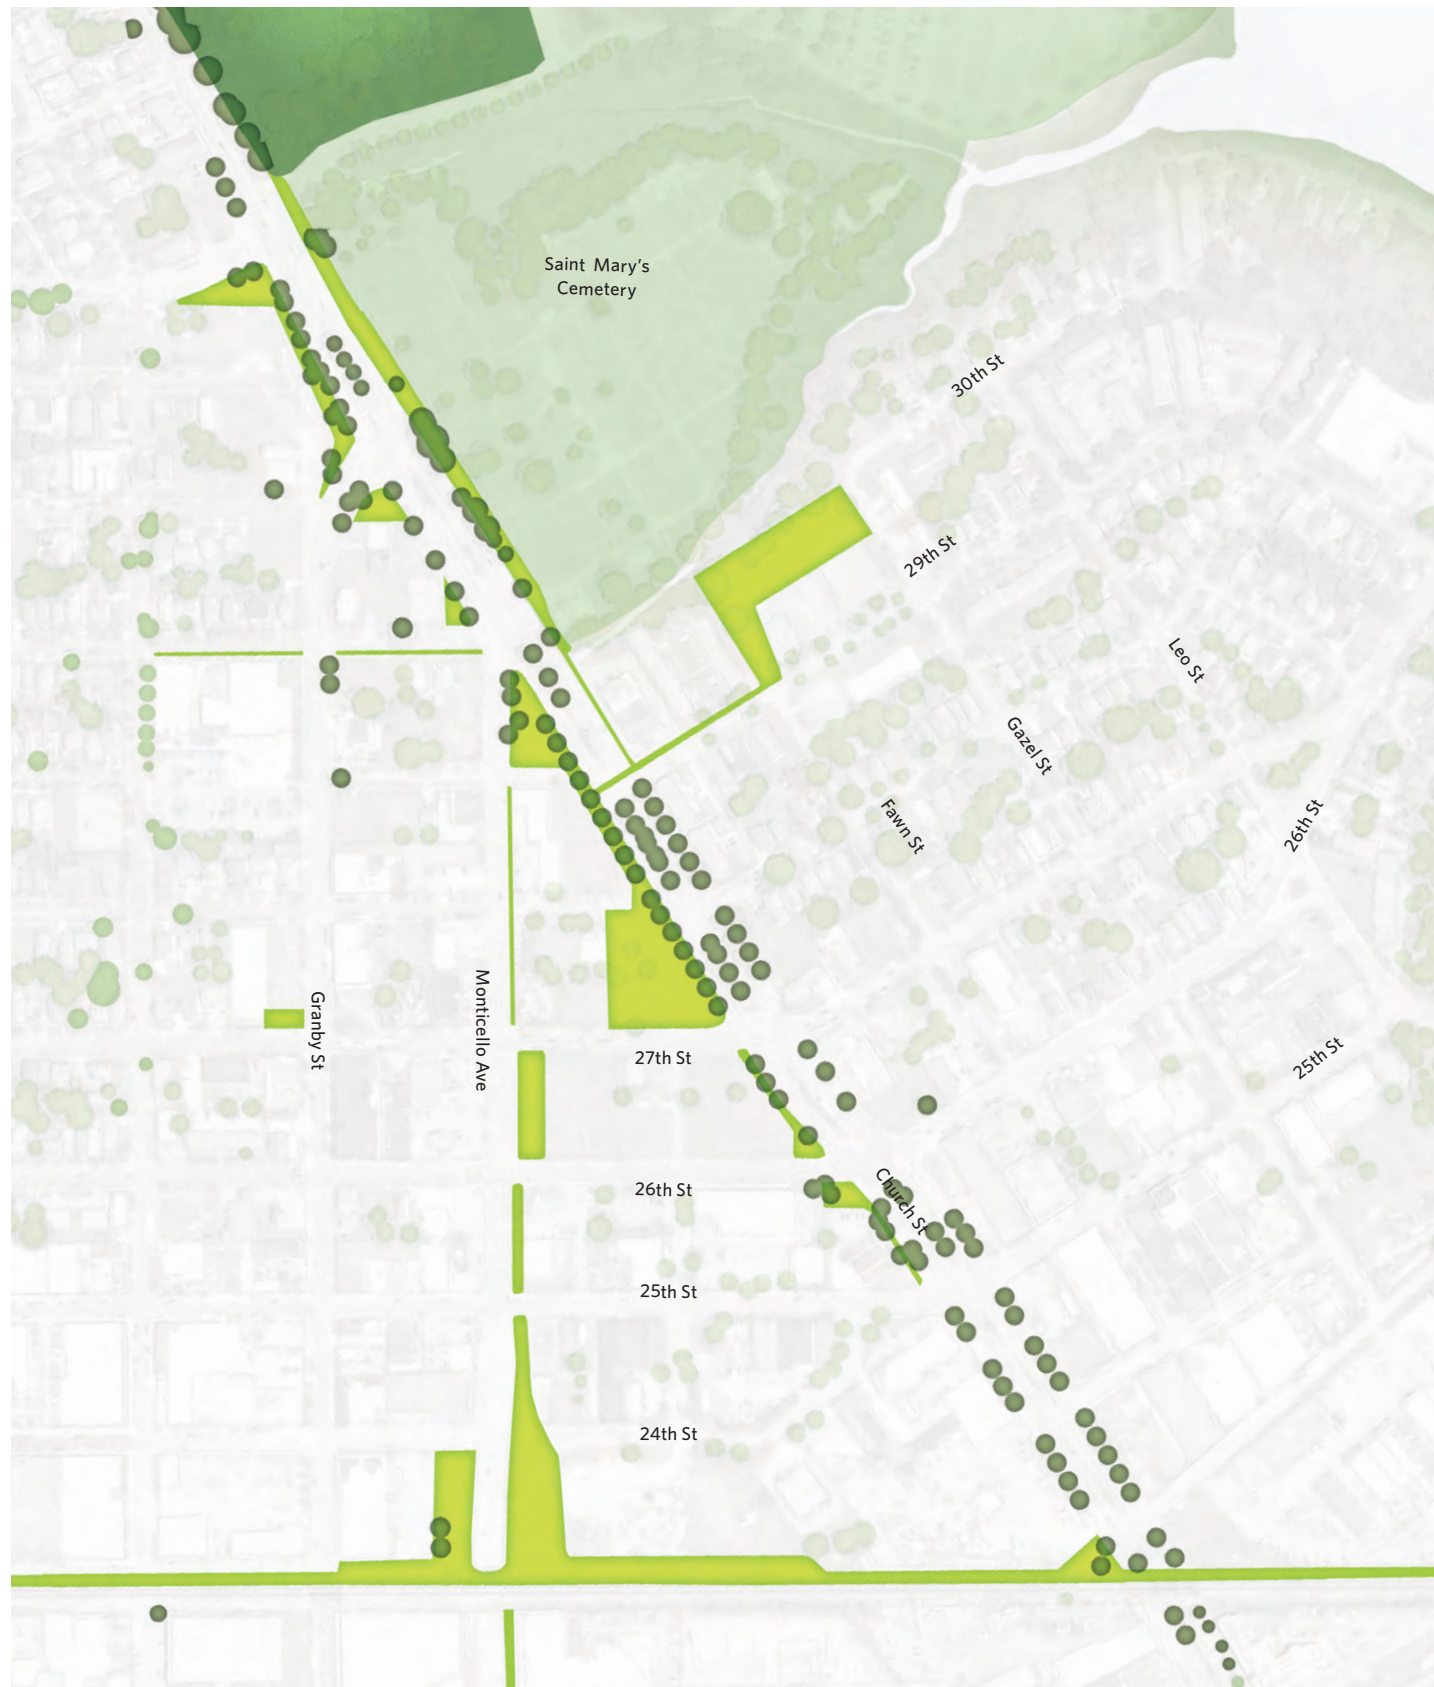 Saint Mary's
Cemetery
30th St
29th St
Leo St
Gazel St
Fawn St
26th St
Granby St
Monticello Ave
27th St
25th St
26th St
Church St
25th St
24th St